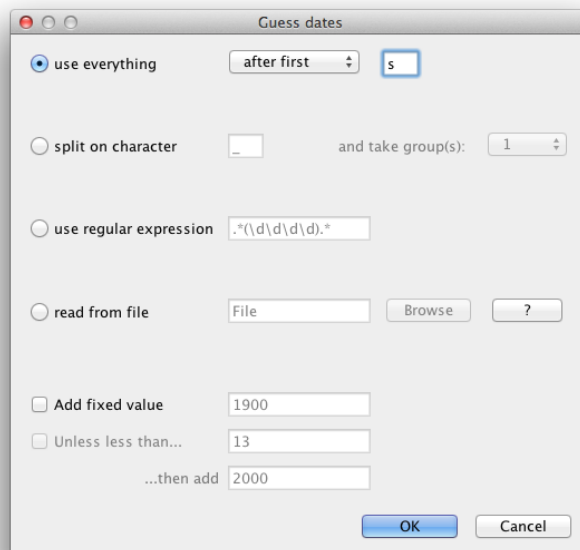 Guess dates
use everything after first s
split on character _ and take group(s): 1
use regular expression .*(\d\d\d\d).*
read from file File Browse ?
Add fixed value 1900
Unless less than... 13
...then add 2000
OK Cancel